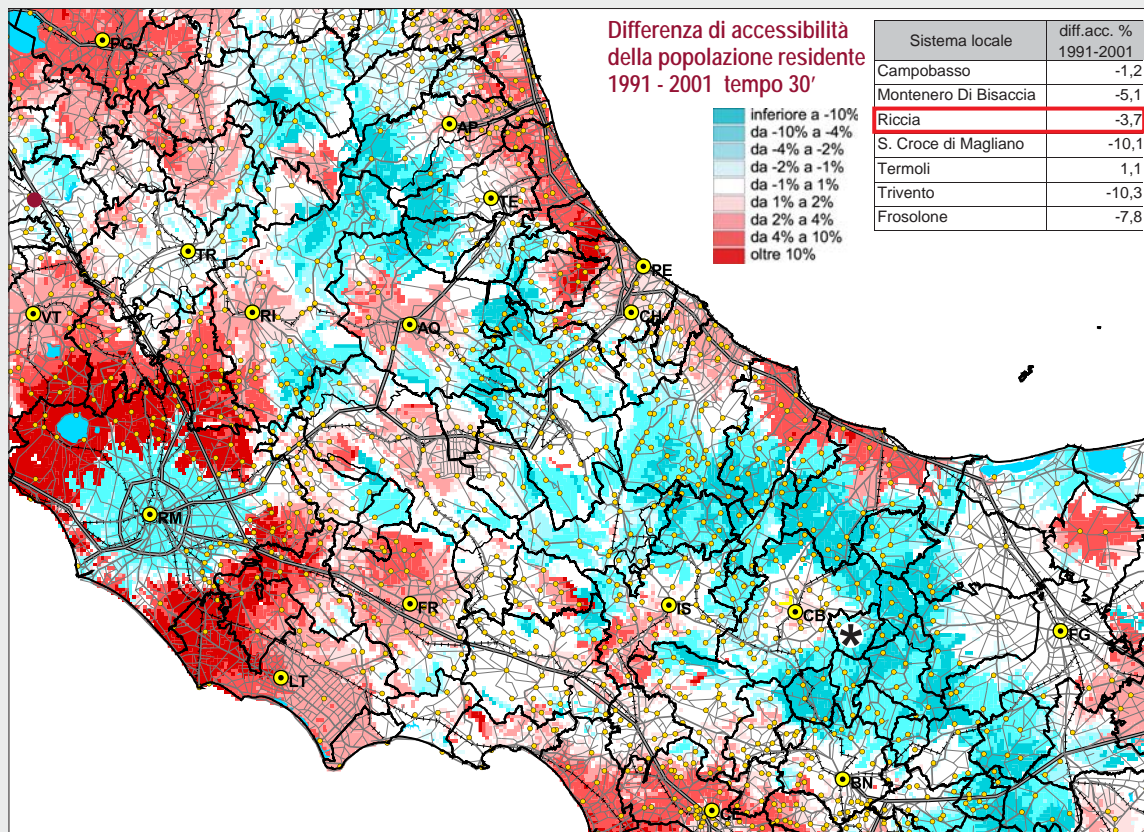 Differenza di accessibilità
della popolazione residente
1991 - 2001 tempo 30'
inferiore a -10%
da -10% a -4%
da -4% a -2%
da -2% a -1%
da -1% a 1%
da 1% a 2%
da 2% a 4%
da 4% a 10%
oltre 10%
Sistema locale diff.acc. % 1991-2001
Campobasso -1,2
Montenero Di Bisaccia -5,1
Riccia -3,7
S. Croce di Magliano -10,1
Termoli 1,1
Trivento -10,3
Frosolone -7,8
PG
AP
TE
TR
PE
VT
RI
AQ
CH
RM
FR
IS
CB
*
FG
LT
BN
CE